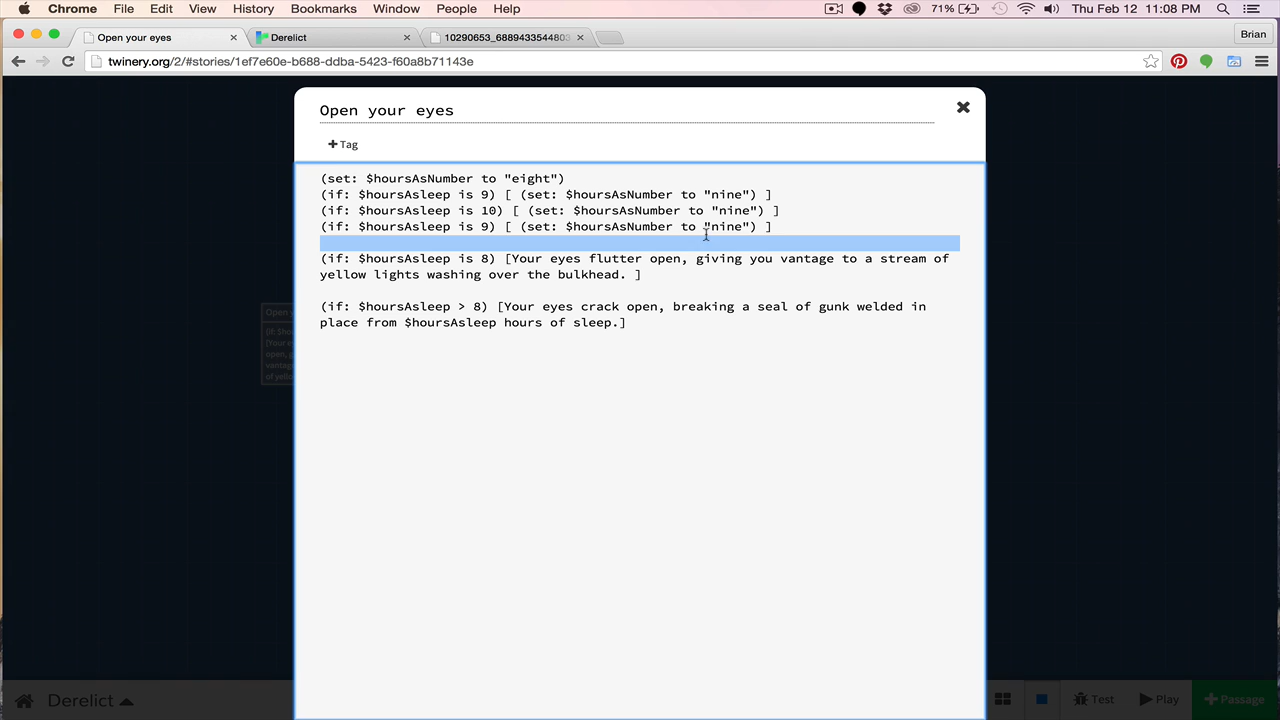 Chrome File Edit View History Bookmarks Window People Help 71% Thu Feb 12 11:08 PM
Open your eyes Derelict 10290653_6889433544803 Brian
twinery.org/2/#stories/1ef7e60e-b688-ddba-5423-f60a8b71143e
Open your eyes
Tag
(set: $hoursAsNumber to "eight")
(if: $hoursAsleep is 9) [ (set: $hoursAsNumber to "nine") ]
(if: $hoursAsleep is 10) [ (set: $hoursAsNumber to "nine") ]
(if: $hoursAsleep is 9) [ (set: $hoursAsNumber to "nine") ]
(if: $hoursAsleep is 8) [Your eyes flutter open, giving you vantage to a stream of
yellow lights washing over the bulkhead. ]
(if: $hoursAsleep > 8) [Your eyes crack open, breaking a seal of gunk welded in
place from $hoursAsleep hours of sleep.]
Derelict Test Play Passage